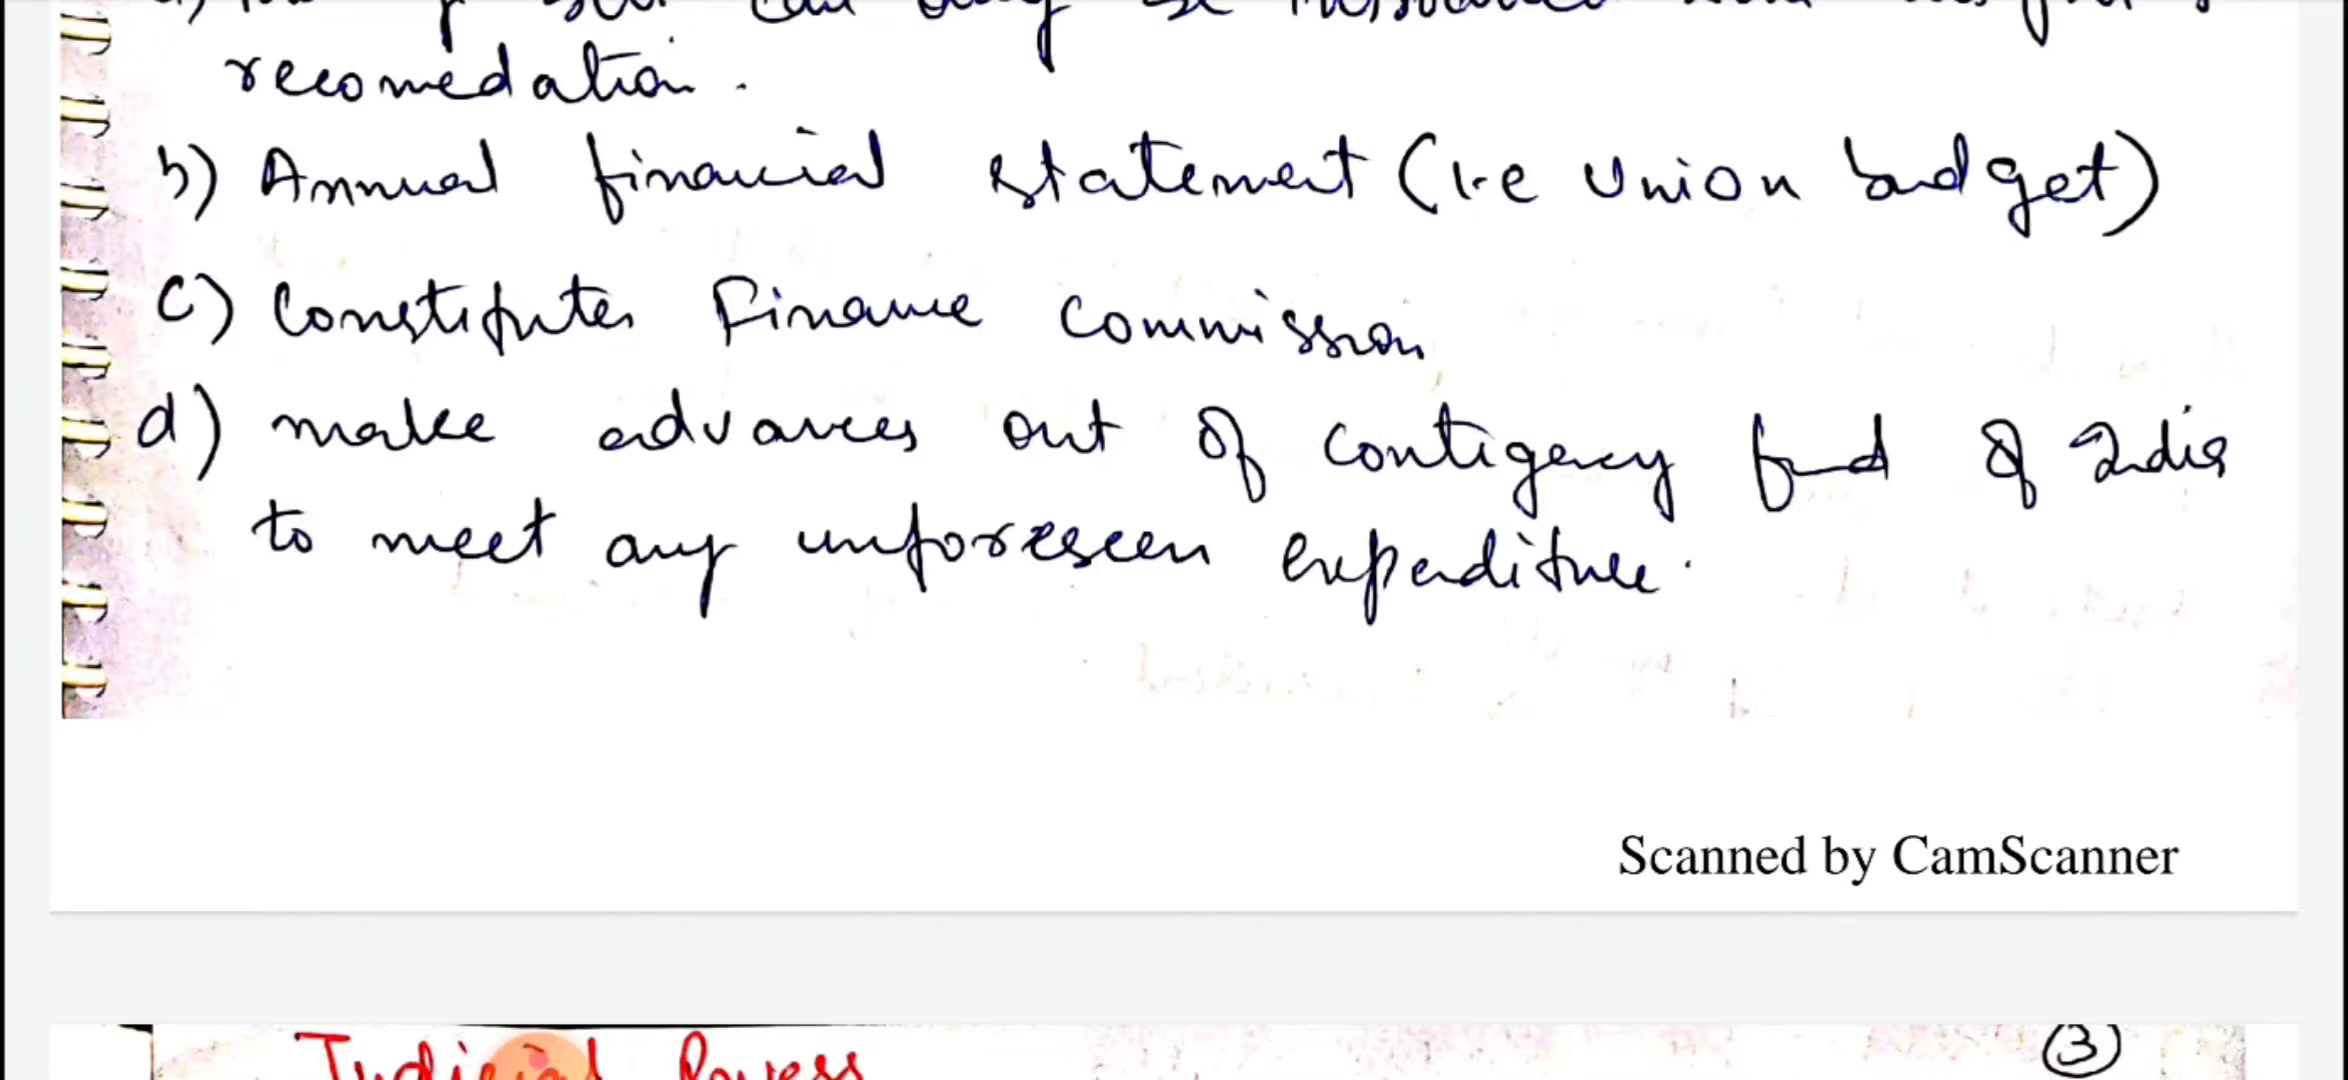 recomedation.
b) Annual financial statement (i.e Union budget)
c) Constitutes Finance Commission
d) make advances out of contigency fund of India
to meet any unforeseen expenditure.
Scanned by CamScanner
Judicial Powers
3